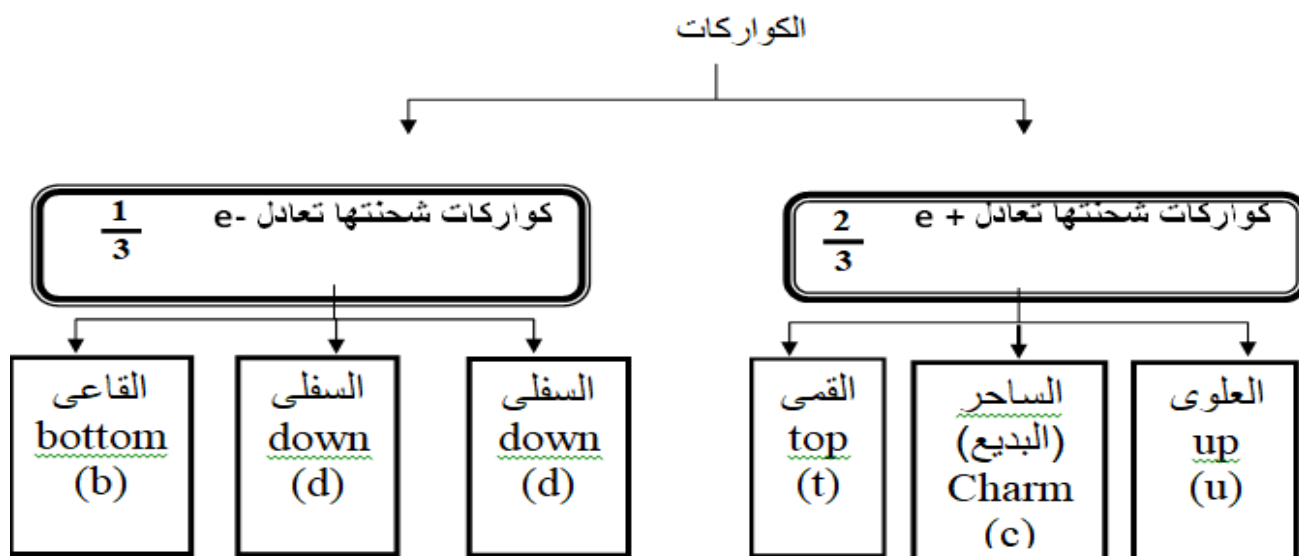 الكواركات
كواركات شحنتها تعادل + e
2
3
كواركات شحنتها تعادل -e
1
3
العلوى
up
(u)
الساحر
(البديع)
Charm
(c)
القمى
top
(t)
السفلى
down
(d)
السفلى
down
(d)
القاعى
bottom
(b)